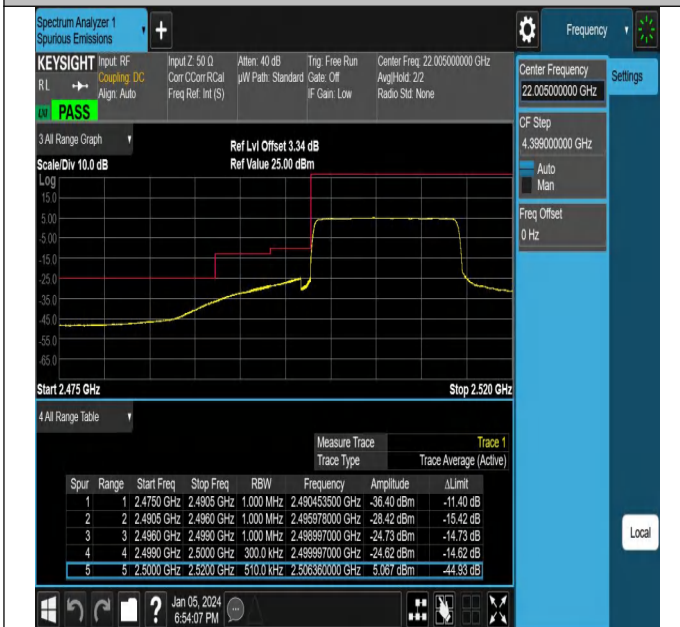 Spectrum Analyzer 1
Spurious Emissions
Frequency
KEYSIGHT
RL
Input: RF
Coupling: DC
Align: Auto
Input Z: 50 Ω
Corr CCorr RCal
Freq Ref: Int (S)
Atten: 40 dB
µW Path: Standard
Trig: Free Run
Gate: Off
IF Gain: Low
Center Freq: 22.005000000 GHz
Avg|Hold: 2/2
Radio Std: None
PASS
3 All Range Graph
Scale/Div 10.0 dB
Ref Lvl Offset 3.34 dB
Ref Value 25.00 dBm
Log
15.0
5.00
-5.00
-15.0
-25.0
-35.0
-45.0
-55.0
-65.0
Start 2.475 GHz
Stop 2.520 GHz
4 All Range Table
Measure Trace Trace 1
Trace Type Trace Average (Active)
Spur Range Start Freq Stop Freq RBW Frequency Amplitude ΔLimit
1 1 2.4750 GHz 2.4905 GHz 1.000 MHz 2.490453500 GHz -36.40 dBm -11.40 dB
2 2 2.4905 GHz 2.4960 GHz 1.000 MHz 2.495978000 GHz -28.42 dBm -15.42 dB
3 3 2.4960 GHz 2.4990 GHz 1.000 MHz 2.498997000 GHz -24.73 dBm -14.73 dB
4 4 2.4990 GHz 2.5000 GHz 300.0 kHz 2.499997000 GHz -24.62 dBm -14.62 dB
5 5 2.5000 GHz 2.5200 GHz 510.0 kHz 2.506360000 GHz 5.067 dBm -44.93 dB
Center Frequency
22.005000000 GHz
Settings
CF Step
4.399000000 GHz
Auto
Man
Freq Offset
0 Hz
Local
?
Jan 05, 2024
6:54:07 PM